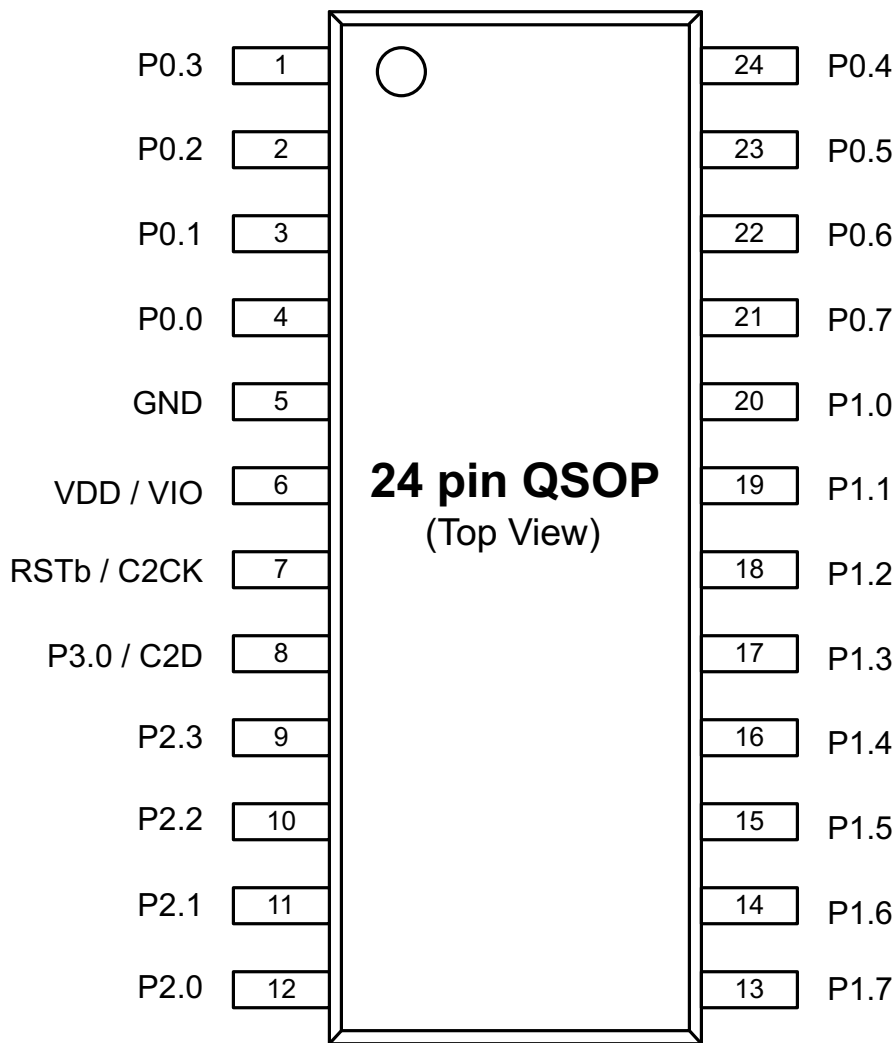 P0.3 1 24 P0.4
P0.2 2 23 P0.5
P0.1 3 22 P0.6
P0.0 4 21 P0.7
GND 5 20 P1.0
VDD / VIO 6 19 P1.1
24 pin QSOP
(Top View)
RSTb / C2CK 7 18 P1.2
P3.0 / C2D 8 17 P1.3
P2.3 9 16 P1.4
P2.2 10 15 P1.5
P2.1 11 14 P1.6
P2.0 12 13 P1.7